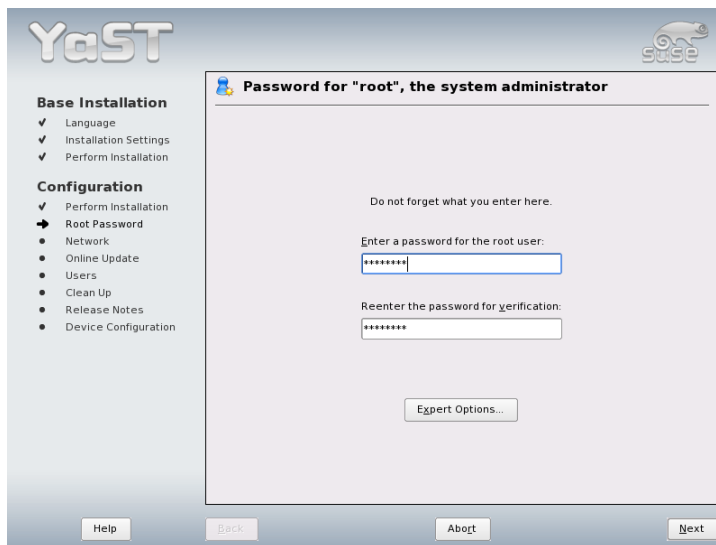 YaST
SUSE
Base Installation
Language
Installation Settings
Perform Installation
Configuration
Perform Installation
Root Password
Network
Online Update
Users
Clean Up
Release Notes
Device Configuration
Password for "root", the system administrator
Do not forget what you enter here.
Enter a password for the root user:
********
Reenter the password for verification:
********
Expert Options...
Help
Back
Abort
Next